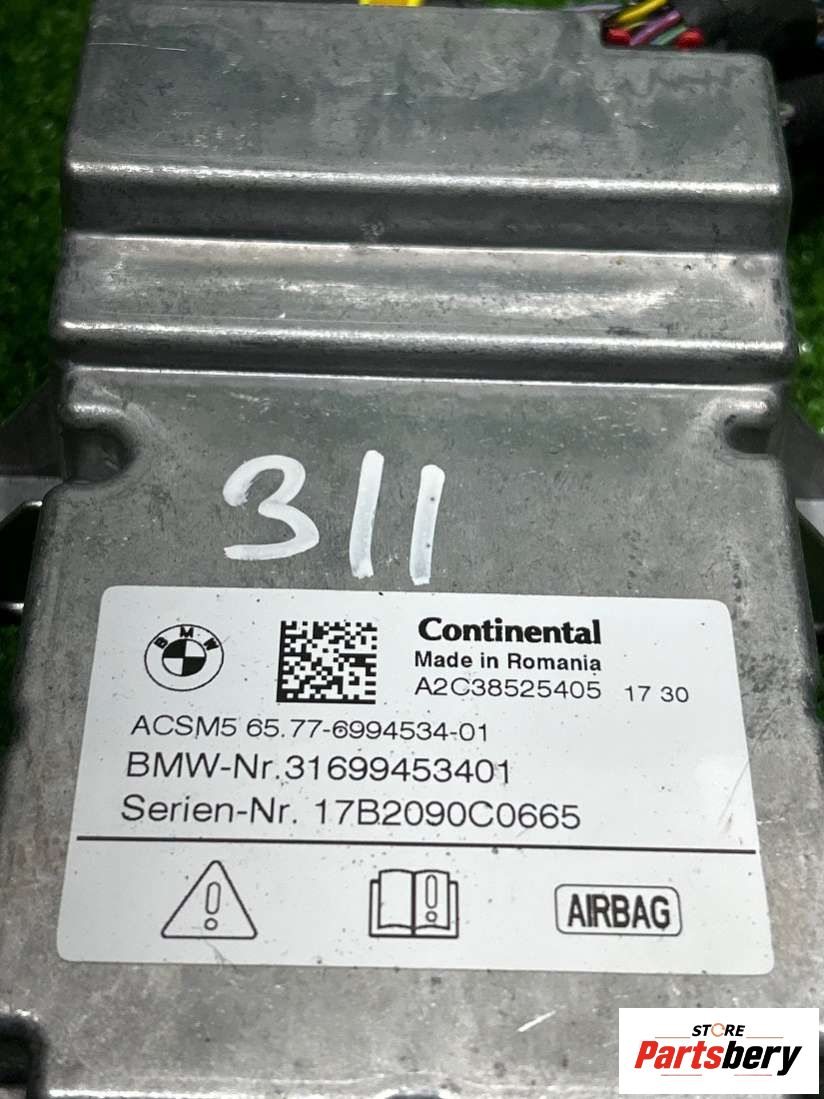 311
BMW
Continental
Made in Romania
A2C38525405 17 30
ACSM5 65.77-6994534-01
BMW-Nr.31699453401
Serien-Nr. 17B2090C0665
AIRBAG
STORE
Partsbery